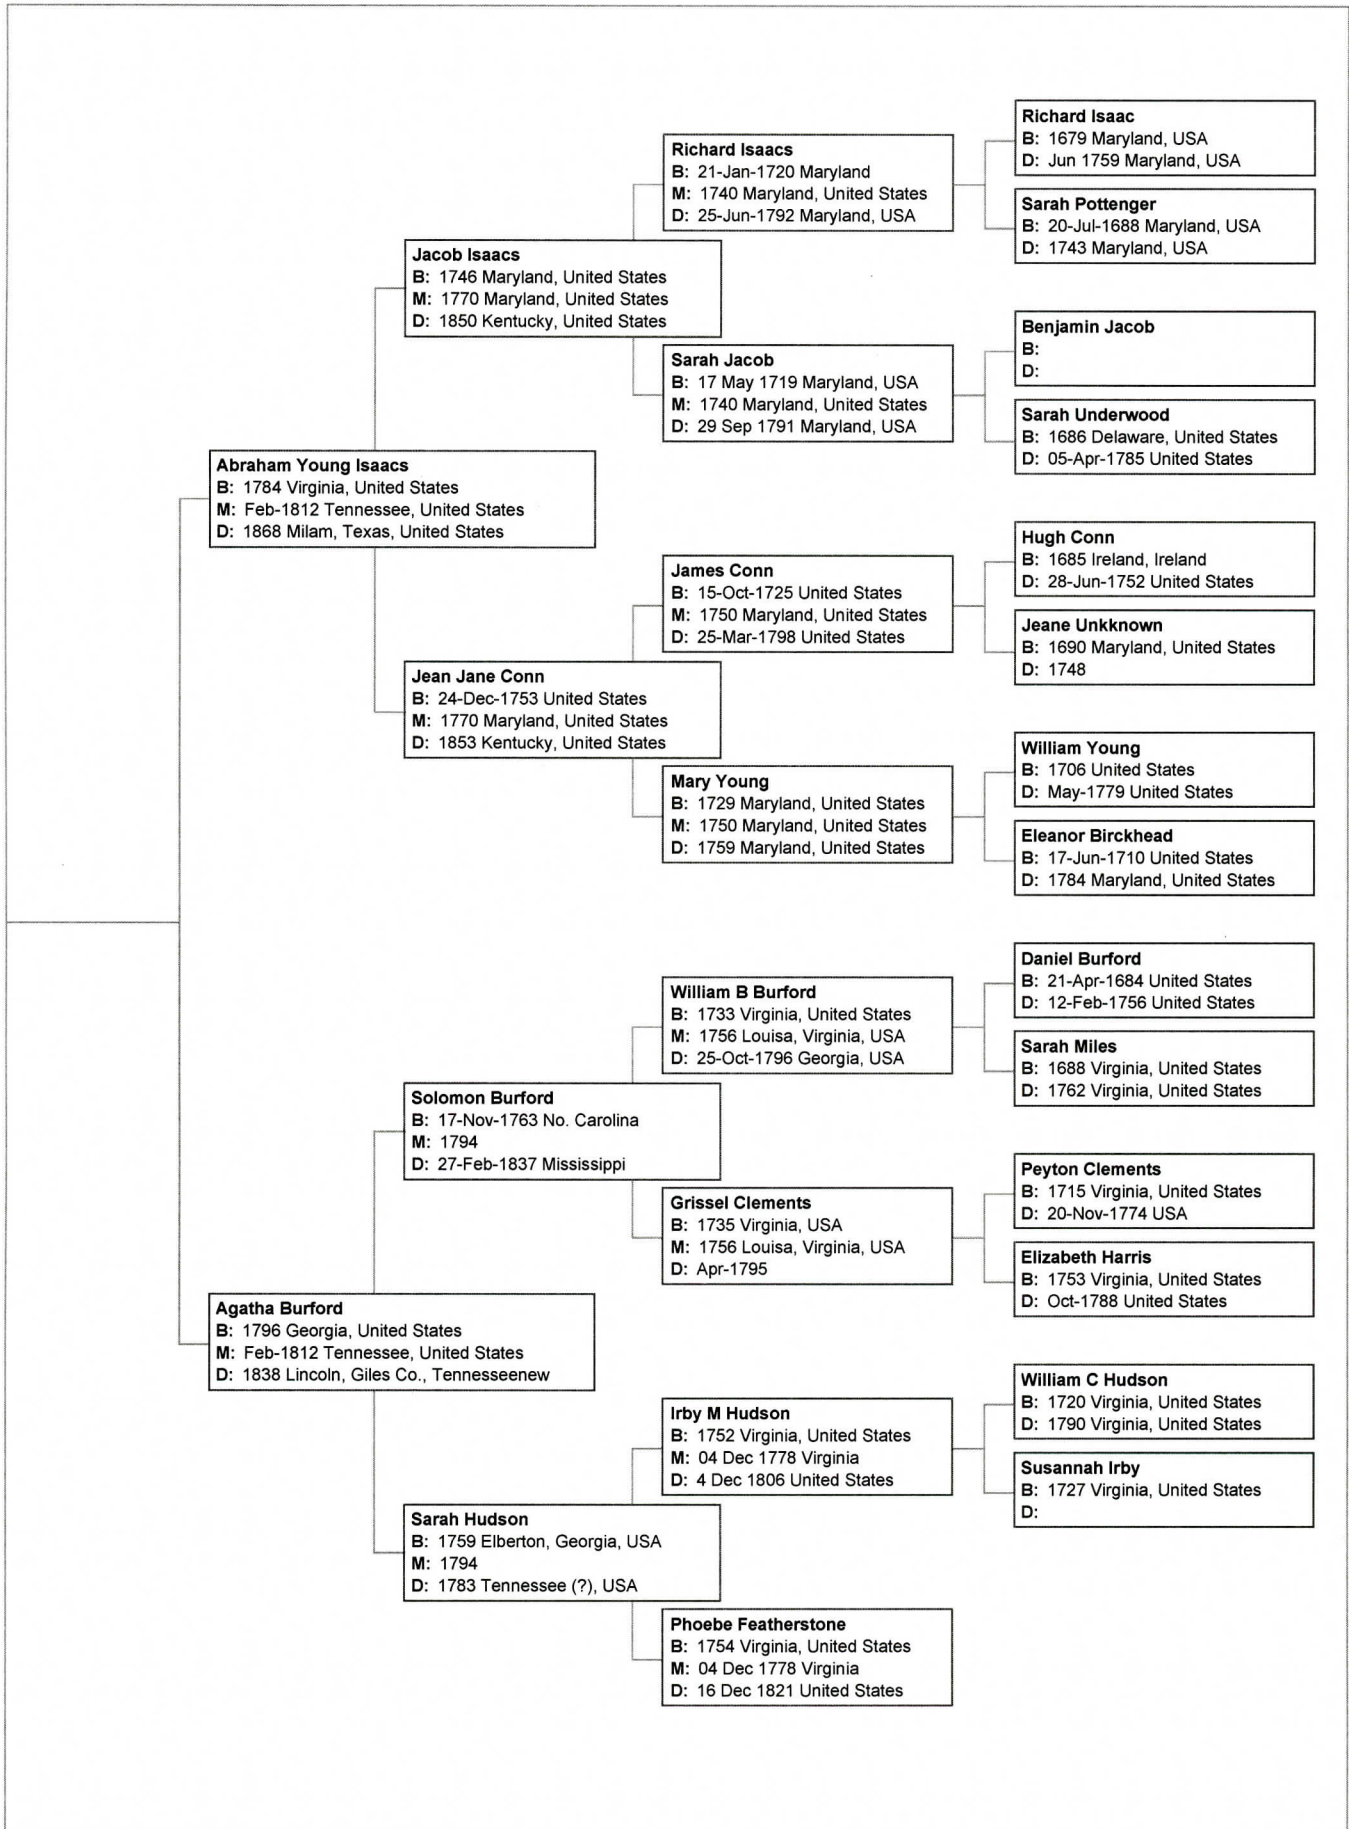 Richard Isaac
B: 1679 Maryland, USA
D: Jun 1759 Maryland, USA
Richard Isaacs
B: 21-Jan-1720 Maryland
M: 1740 Maryland, United States
D: 25-Jun-1792 Maryland, USA
Sarah Pottenger
B: 20-Jul-1688 Maryland, USA
D: 1743 Maryland, USA
Jacob Isaacs
B: 1746 Maryland, United States
M: 1770 Maryland, United States
D: 1850 Kentucky, United States
Benjamin Jacob
B:
D:
Sarah Jacob
B: 17 May 1719 Maryland, USA
M: 1740 Maryland, United States
D: 29 Sep 1791 Maryland, USA
Sarah Underwood
B: 1686 Delaware, United States
D: 05-Apr-1785 United States
Abraham Young Isaacs
B: 1784 Virginia, United States
M: Feb-1812 Tennessee, United States
D: 1868 Milam, Texas, United States
Hugh Conn
B: 1685 Ireland, Ireland
D: 28-Jun-1752 United States
James Conn
B: 15-Oct-1725 United States
M: 1750 Maryland, United States
D: 25-Mar-1798 United States
Jeane Unkknown
B: 1690 Maryland, United States
D: 1748
Jean Jane Conn
B: 24-Dec-1753 United States
M: 1770 Maryland, United States
D: 1853 Kentucky, United States
William Young
B: 1706 United States
D: May-1779 United States
Mary Young
B: 1729 Maryland, United States
M: 1750 Maryland, United States
D: 1759 Maryland, United States
Eleanor Birckhead
B: 17-Jun-1710 United States
D: 1784 Maryland, United States
Daniel Burford
B: 21-Apr-1684 United States
D: 12-Feb-1756 United States
William B Burford
B: 1733 Virginia, United States
M: 1756 Louisa, Virginia, USA
D: 25-Oct-1796 Georgia, USA
Sarah Miles
B: 1688 Virginia, United States
D: 1762 Virginia, United States
Solomon Burford
B: 17-Nov-1763 No. Carolina
M: 1794
D: 27-Feb-1837 Mississippi
Peyton Clements
B: 1715 Virginia, United States
D: 20-Nov-1774 USA
Grissel Clements
B: 1735 Virginia, USA
M: 1756 Louisa, Virginia, USA
D: Apr-1795
Elizabeth Harris
B: 1753 Virginia, United States
D: Oct-1788 United States
Agatha Burford
B: 1796 Georgia, United States
M: Feb-1812 Tennessee, United States
D: 1838 Lincoln, Giles Co., Tennesseenew
William C Hudson
B: 1720 Virginia, United States
D: 1790 Virginia, United States
Irby M Hudson
B: 1752 Virginia, United States
M: 04 Dec 1778 Virginia
D: 4 Dec 1806 United States
Susannah Irby
B: 1727 Virginia, United States
D:
Sarah Hudson
B: 1759 Elberton, Georgia, USA
M: 1794
D: 1783 Tennessee (?), USA
Phoebe Featherstone
B: 1754 Virginia, United States
M: 04 Dec 1778 Virginia
D: 16 Dec 1821 United States